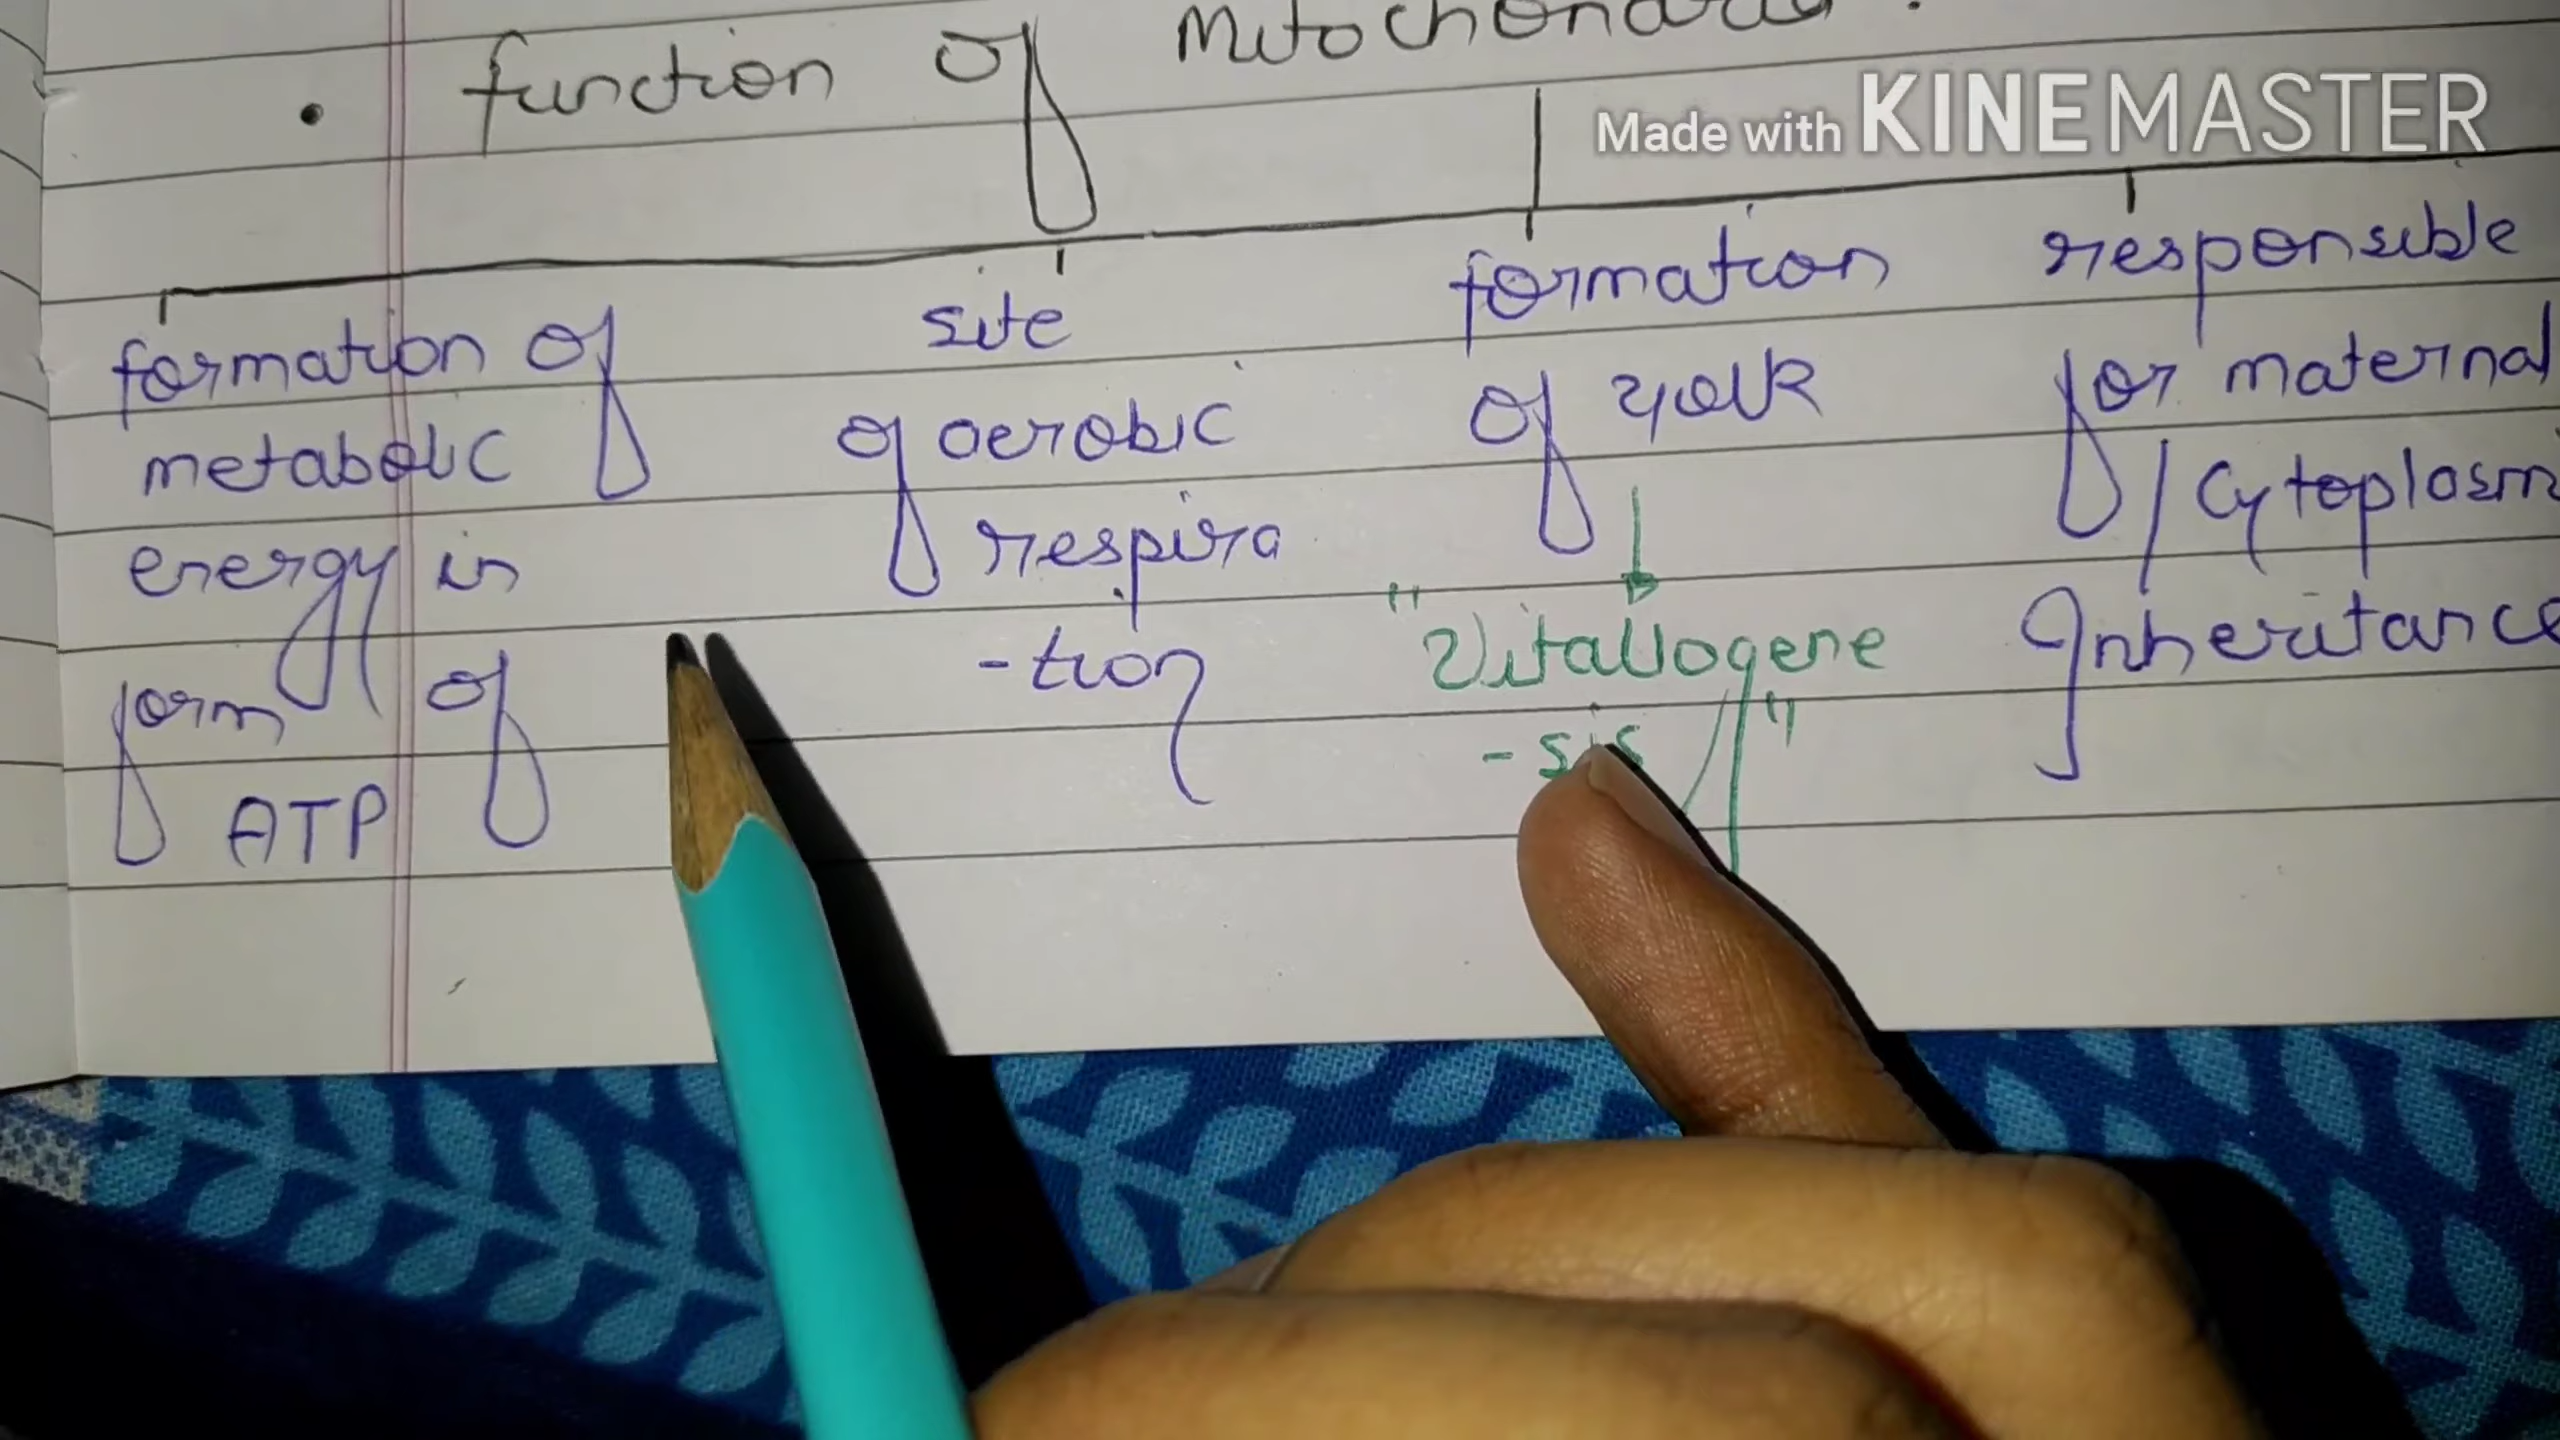 • function of Mitochondria.
Made with KINEMASTER
formation of
metabolic
energy in
form of
ATP
site
of aerobic
respira
-tion
formation
of yolk
"Vitallogene
-sis"
responsible
for maternal
/ Cytoplasm
Inheritance